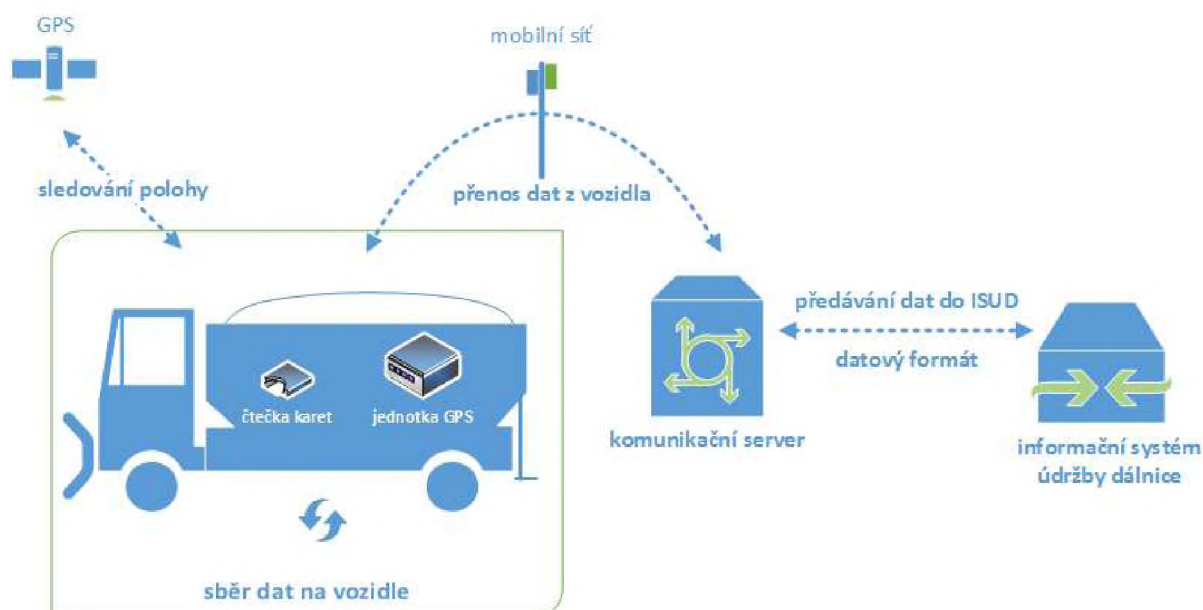 GPS
mobilní síť
sledování polohy
přenos dat z vozidla
předávání dat do ISUD
datový formát
čtečka karet
jednotka GPS
komunikační server
informační systém
údržby dálnice
sběr dat na vozidle